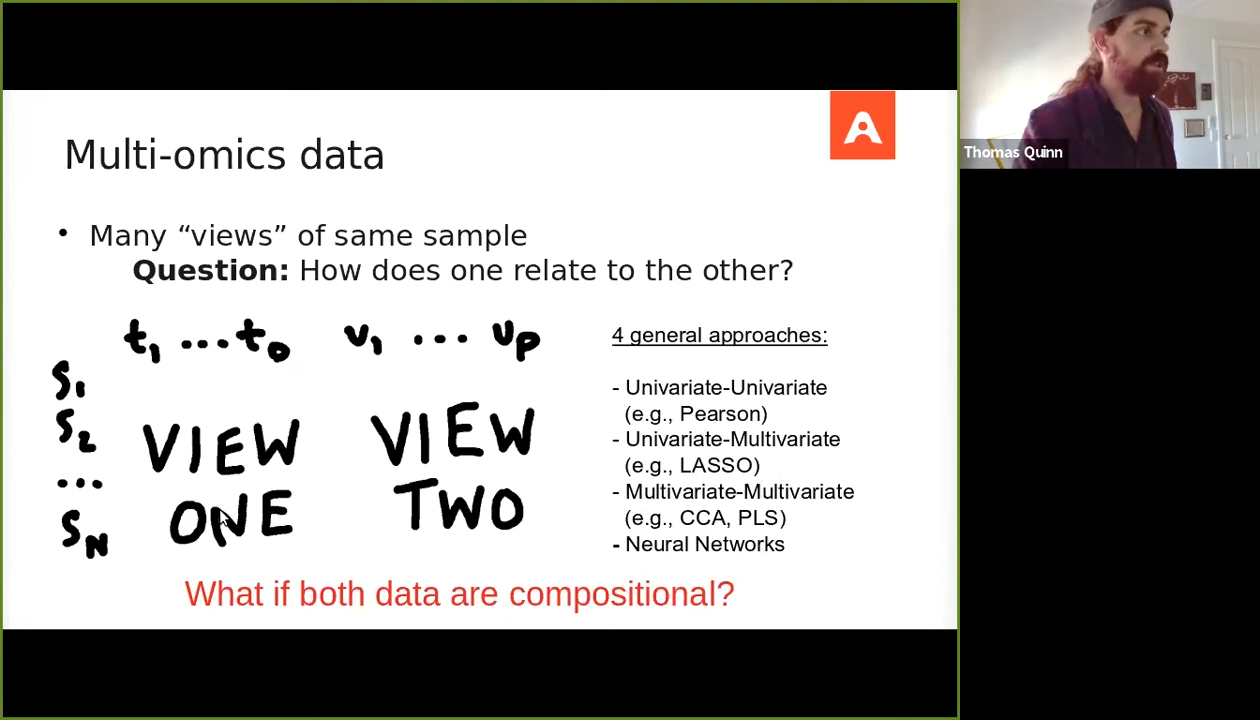 Multi-omics data
• Many “views” of same sample
Question: How does one relate to the other?
t1 ...tD v1 ... vp
S1
S2
...
SN
VIEW ONE
VIEW TWO
4 general approaches:
- Univariate-Univariate
(e.g., Pearson)
- Univariate-Multivariate
(e.g., LASSO)
- Multivariate-Multivariate
(e.g., CCA, PLS)
- Neural Networks
What if both data are compositional?
Thomas Quinn